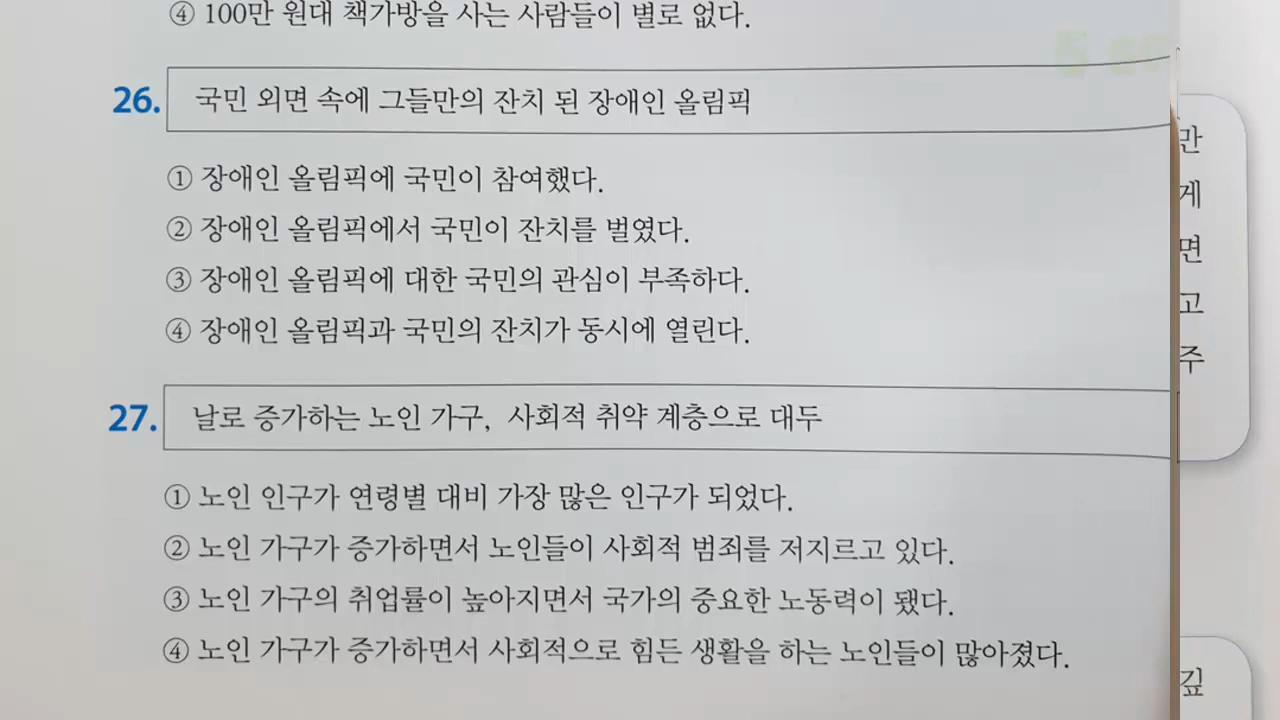 ④ 100만 원대 책가방을 사는 사람들이 별로 없다.
26. 국민 외면 속에 그들만의 잔치 된 장애인 올림픽
① 장애인 올림픽에 국민이 참여했다.
② 장애인 올림픽에서 국민이 잔치를 벌였다.
③ 장애인 올림픽에 대한 국민의 관심이 부족하다.
④ 장애인 올림픽과 국민의 잔치가 동시에 열린다.
27. 날로 증가하는 노인 가구, 사회적 취약 계층으로 대두
① 노인 인구가 연령별 대비 가장 많은 인구가 되었다.
② 노인 가구가 증가하면서 노인들이 사회적 범죄를 저지르고 있다.
③ 노인 가구의 취업률이 높아지면서 국가의 중요한 노동력이 됐다.
④ 노인 가구가 증가하면서 사회적으로 힘든 생활을 하는 노인들이 많아졌다.
만
게
면
고
주
깊